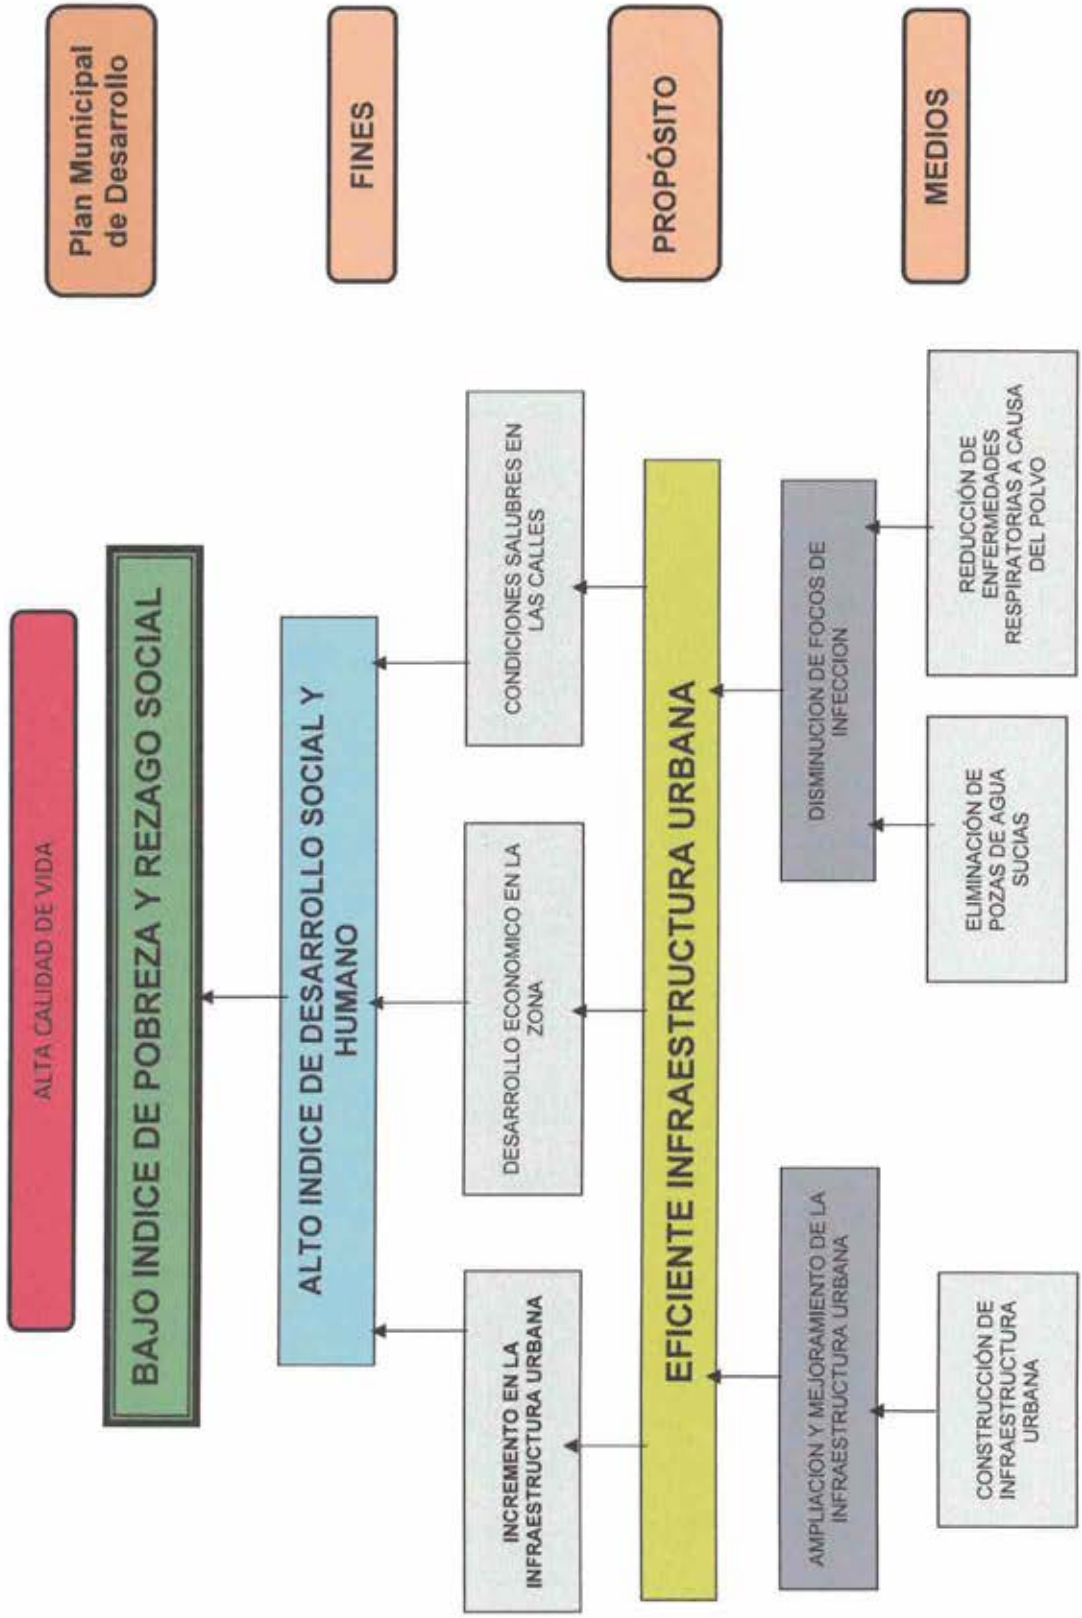 ALTA CALIDAD DE VIDA
Plan Municipal
de Desarrollo
BAJO INDICE DE POBREZA Y REZAGO SOCIAL
ALTO INDICE DE DESARROLLO SOCIAL Y
HUMANO
FINES
INCREMENTO EN LA
INFRAESTRUCTURA URBANA
DESARROLLO ECONOMICO EN LA
ZONA
CONDICIONES SALUBRES EN
LAS CALLES
EFICIENTE INFRAESTRUCTURA URBANA
PROPÓSITO
AMPLIACION Y MEJORAMIENTO DE LA
INFRAESTRUCTURA URBANA
DISMINUCION DE FOCOS DE
INFECCION
CONSTRUCCIÓN DE
INFRAESTRUCTURA
URBANA
ELIMINACIÓN DE
POZAS DE AGUA
SUCIAS
REDUCCIÓN DE
ENFERMEDADES
RESPIRATORIAS A CAUSA
DEL POLVO
MEDIOS